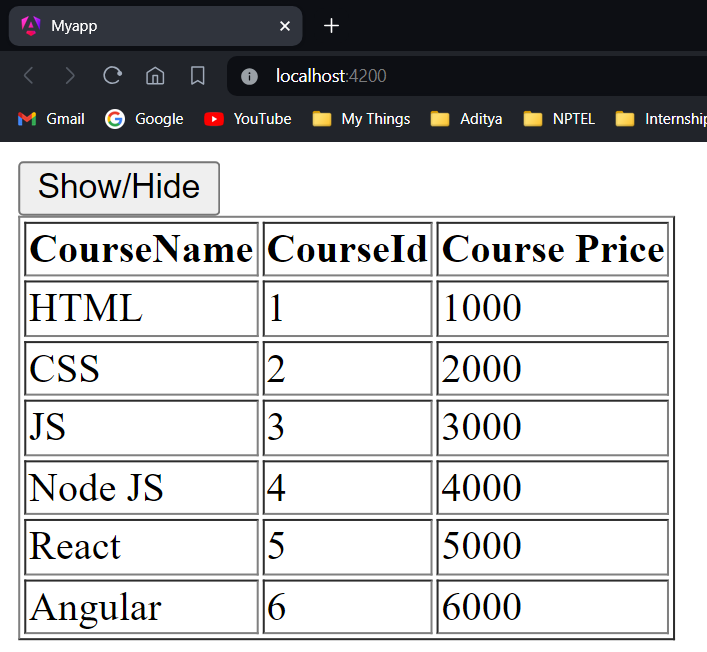 Myapp
localhost:4200
Gmail Google YouTube My Things Aditya NPTEL Internship
Show/Hide
CourseName CourseId Course Price
HTML 1 1000
CSS 2 2000
JS 3 3000
Node JS 4 4000
React 5 5000
Angular 6 6000